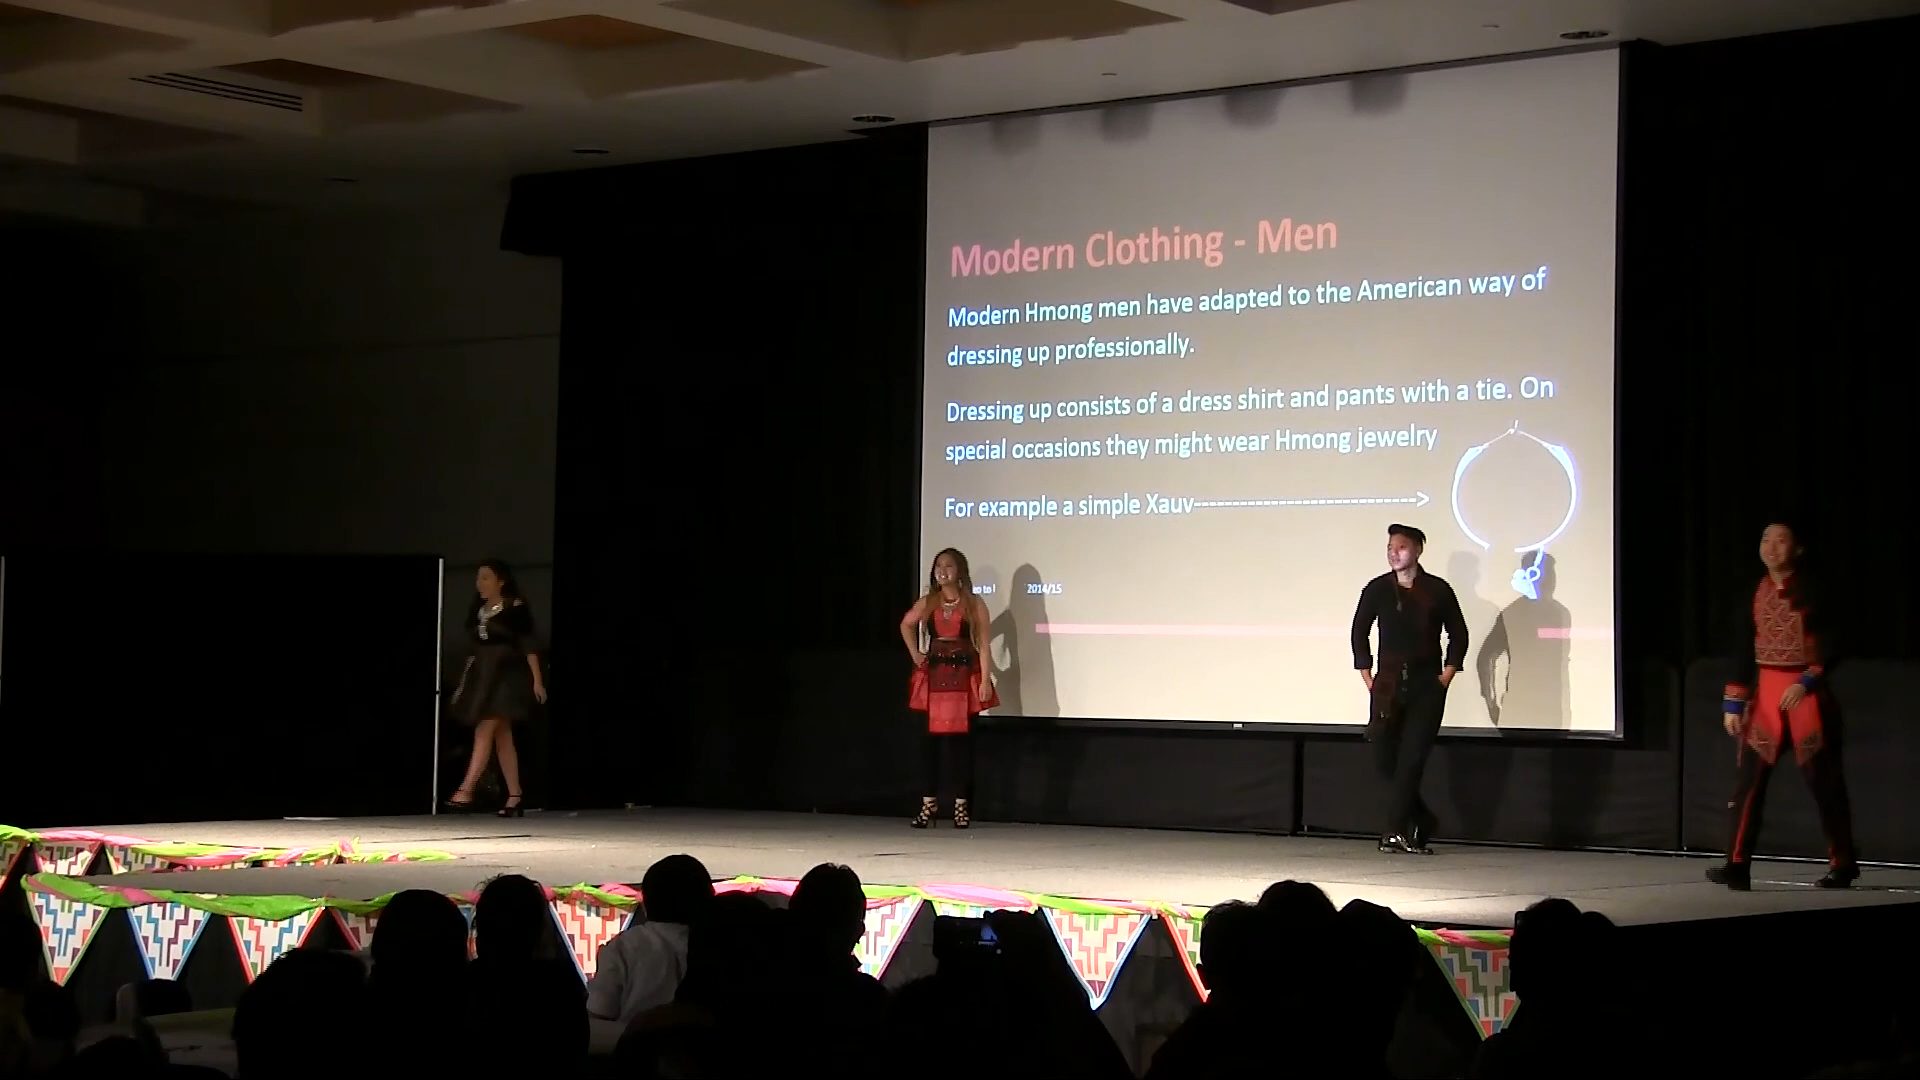 Modern Clothing - Men
Modern Hmong men have adapted to the American way of
dressing up professionally.
Dressing up consists of a dress shirt and pants with a tie. On
special occasions they might wear Hmong jewelry
For example a simple Xauv---------------------------->
2014/15